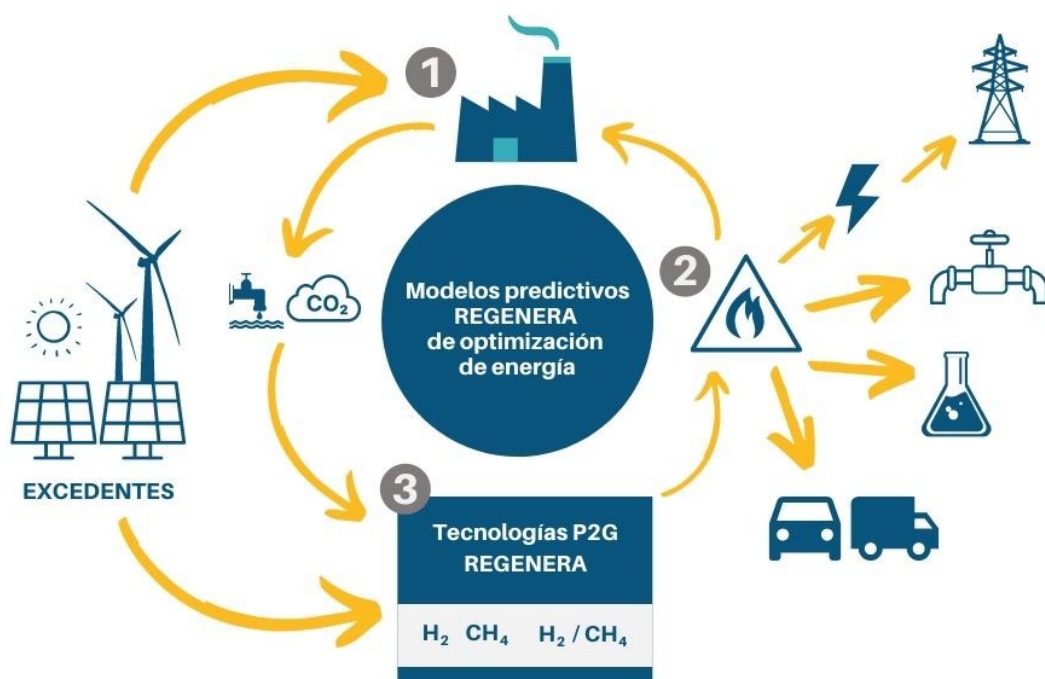 1
2
CO₂
Modelos predictivos
REGENERA
de optimización
de energía
EXCEDENTES
3
Tecnologías P2G
REGENERA
H₂ CH₄ H₂ / CH₄